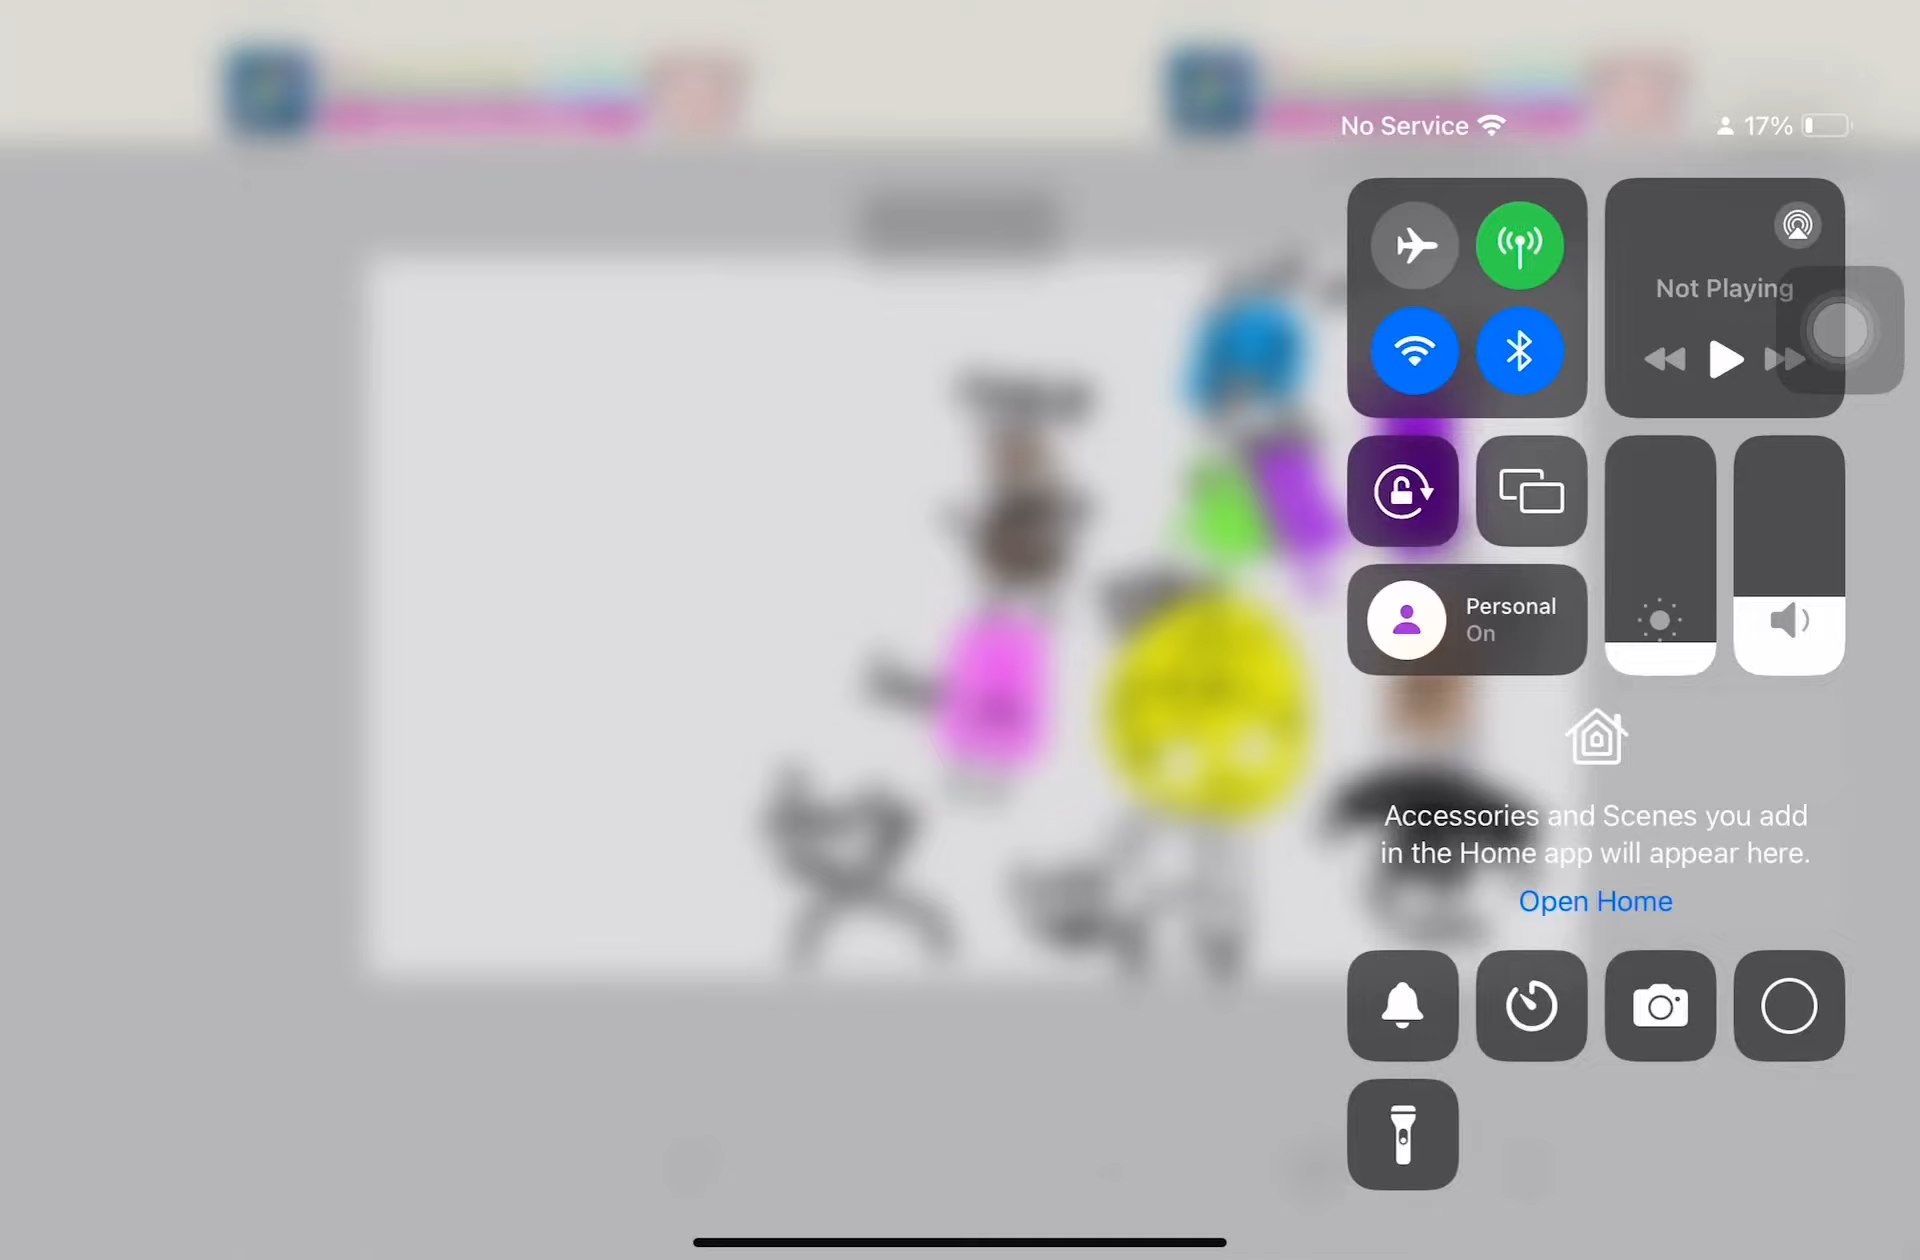 No Service
17%
Not Playing
Personal
On
Accessories and Scenes you add
in the Home app will appear here.
Open Home